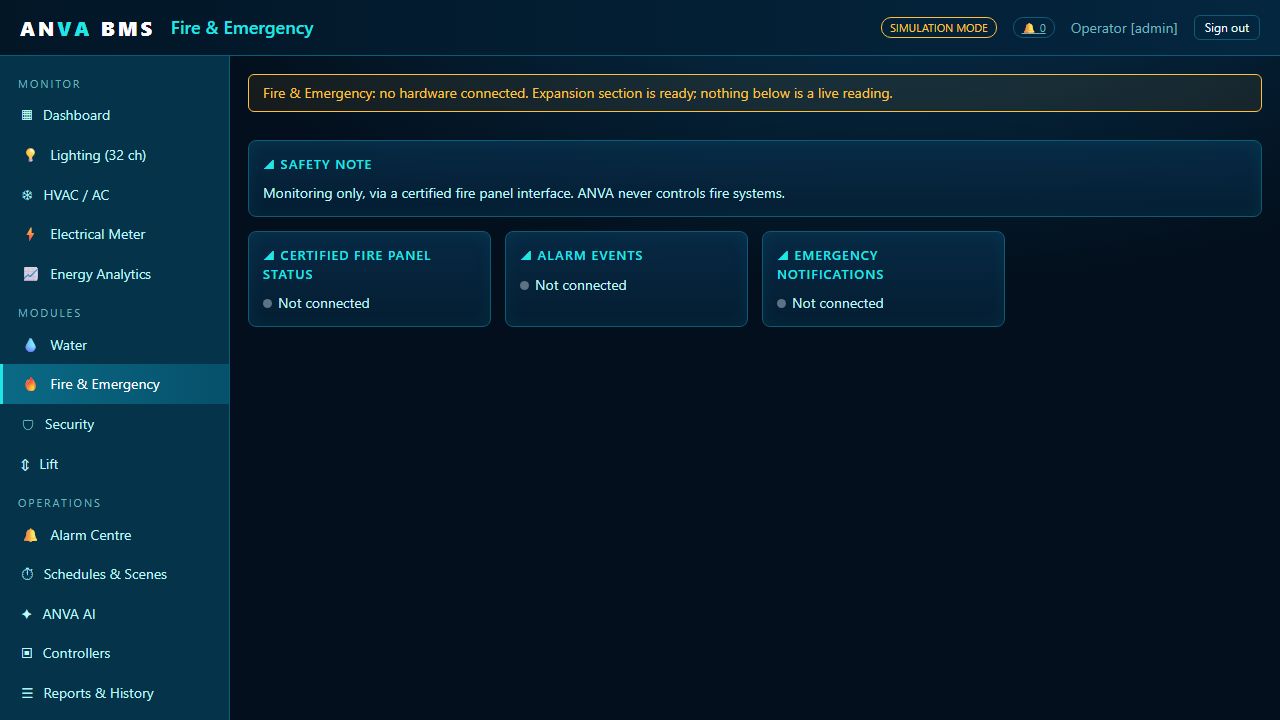 ANVA BMS
Fire & Emergency
SIMULATION MODE
0
Operator [admin]
Sign out
MONITOR
Dashboard
Lighting (32 ch)
HVAC / AC
Electrical Meter
Energy Analytics
MODULES
Water
Fire & Emergency
Security
Lift
OPERATIONS
Alarm Centre
Schedules & Scenes
ANVA AI
Controllers
Reports & History
Fire & Emergency: no hardware connected. Expansion section is ready; nothing below is a live reading.
SAFETY NOTE
Monitoring only, via a certified fire panel interface. ANVA never controls fire systems.
CERTIFIED FIRE PANEL
STATUS
Not connected
ALARM EVENTS
Not connected
EMERGENCY
NOTIFICATIONS
Not connected